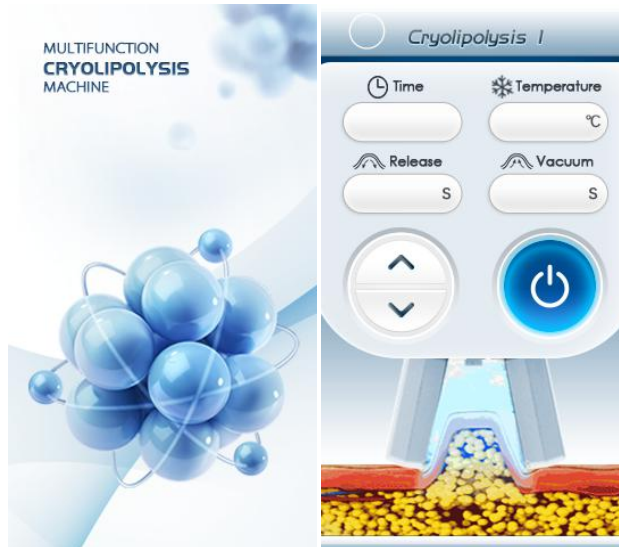 MULTIFUNCTION
CRYOLIPOLYSIS
MACHINE
Cryolipolysis I
Time
Temperature
℃
Release
Vacuum
S
S